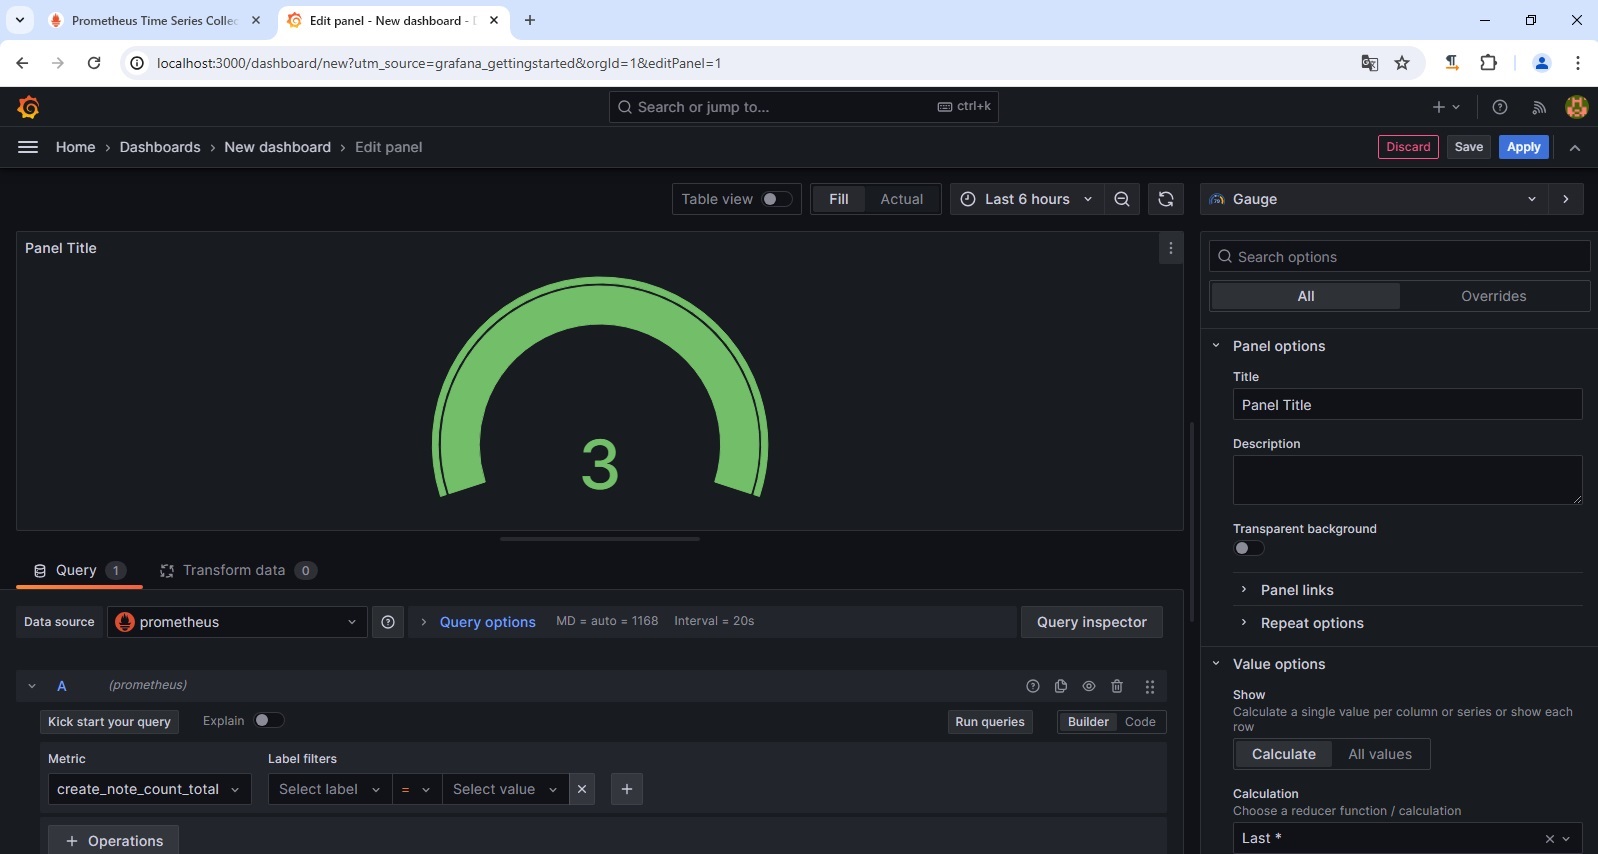 Prometheus Time Series Collec
Edit panel - New dashboard - D
localhost:3000/dashboard/new?utm_source=grafana_gettingstarted&orgId=1&editPanel=1
Search or jump to...
ctrl+k
Home › Dashboards › New dashboard › Edit panel
Discard
Save
Apply
Table view
Fill
Actual
Last 6 hours
Gauge
Panel Title
3
Search options
All
Overrides
Panel options
Title
Panel Title
Description
Transparent background
Panel links
Repeat options
Value options
Show
Calculate a single value per column or series or show each
row
Calculate
All values
Calculation
Choose a reducer function / calculation
Last *
Query 1
Transform data 0
Data source
prometheus
Query options
MD = auto = 1168
Interval = 20s
Query inspector
A
(prometheus)
Kick start your query
Explain
Run queries
Builder
Code
Metric
Label filters
create_note_count_total
Select label
=
Select value
+ Operations